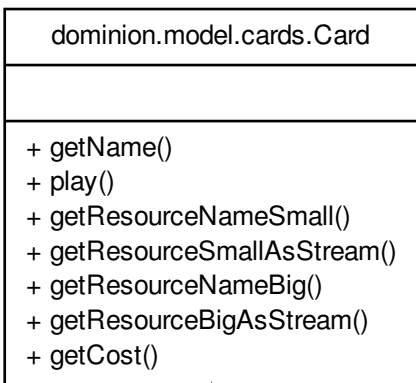 dominion.model.cards.Card
+ getName()
+ play()
+ getResourceNameSmall()
+ getResourceSmallAsStream()
+ getResourceNameBig()
+ getResourceBigAsStream()
+ getCost()